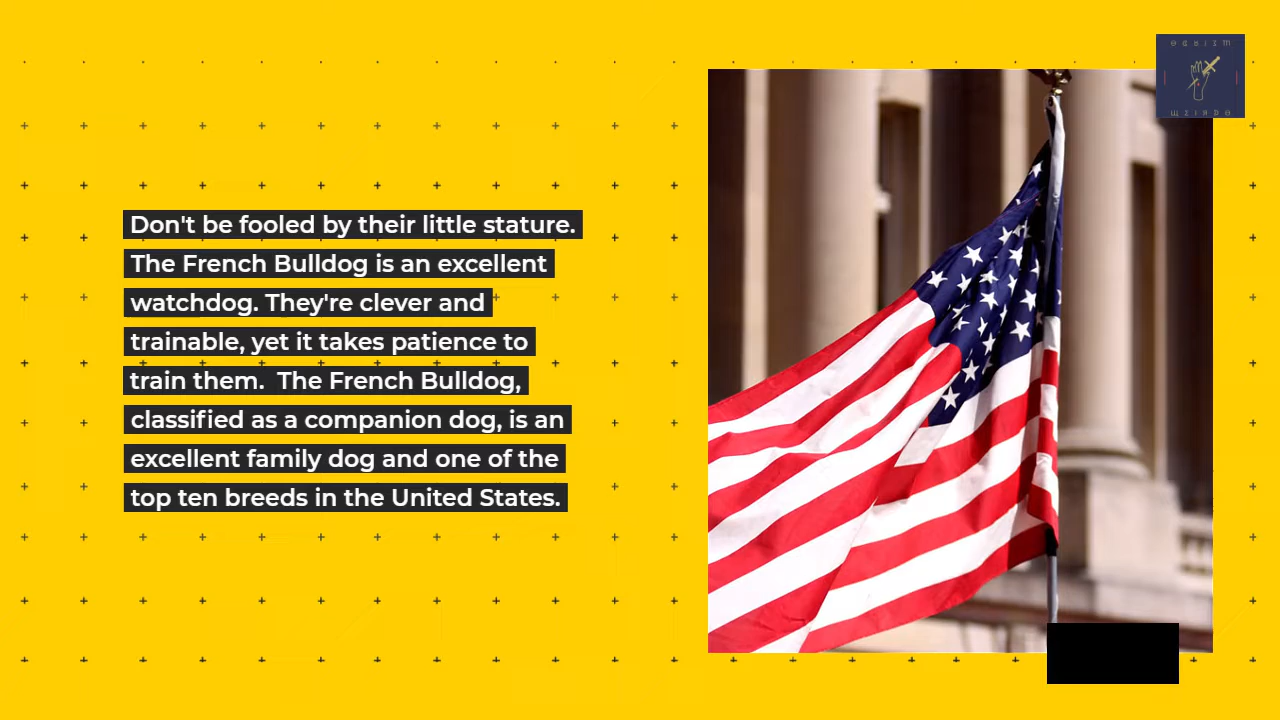 Don't be fooled by their little stature.
The French Bulldog is an excellent
watchdog. They're clever and
trainable, yet it takes patience to
train them.  The French Bulldog,
classified as a companion dog, is an
excellent family dog and one of the
top ten breeds in the United States.